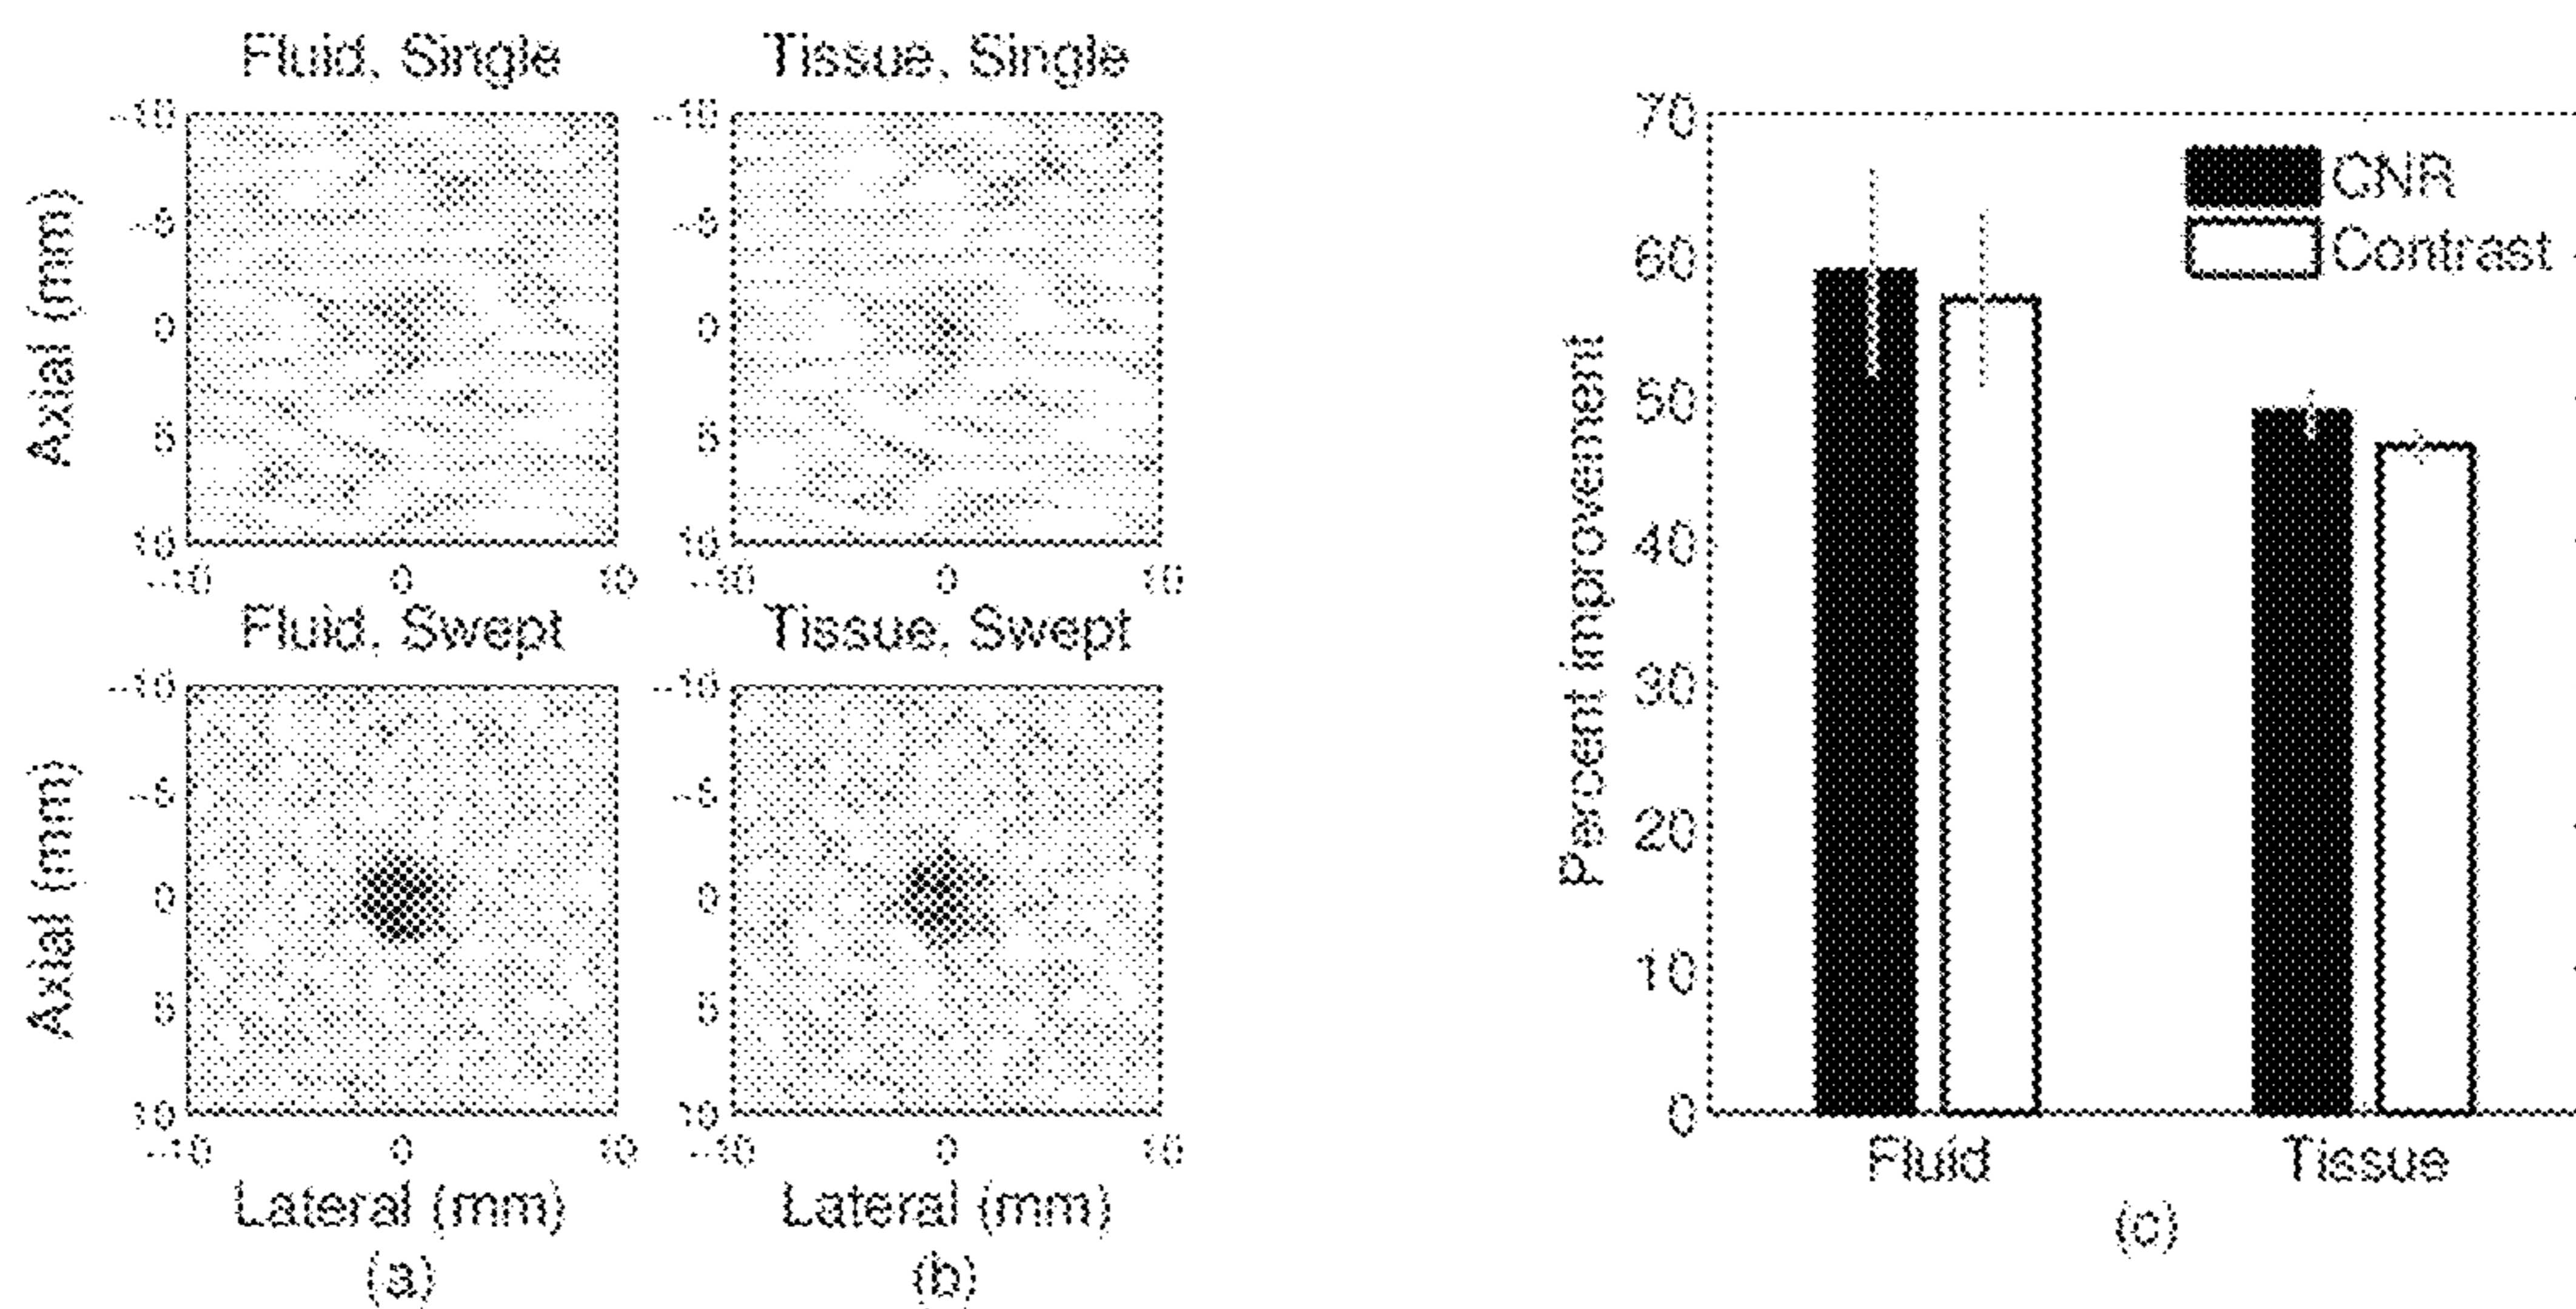 Fluid, Single
Tissue, Single
Axial (mm)
-10
-5
0
5
10
-10
0
10
-10
-5
0
5
10
-10
0
10
Fluid, Swept
Tissue, Swept
Axial (mm)
-10
-5
0
5
10
-10
0
10
Lateral (mm)
(a)
-10
-5
0
5
10
-10
0
10
Lateral (mm)
(b)
Percent improvement
70
60
50
40
30
20
10
0
CNR
Contrast
Fluid
Tissue
(c)